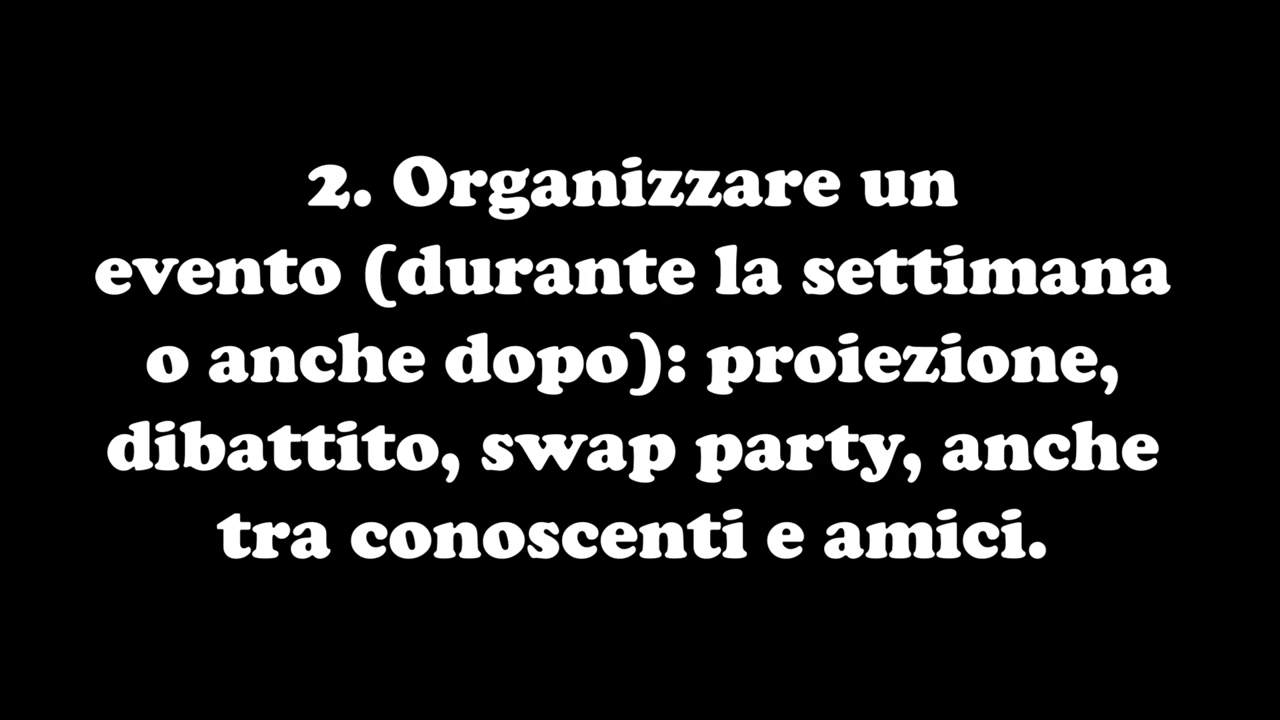 2. Organizzare un
evento (durante la settimana
o anche dopo): proiezione,
dibattito, swap party, anche
tra conoscenti e amici.